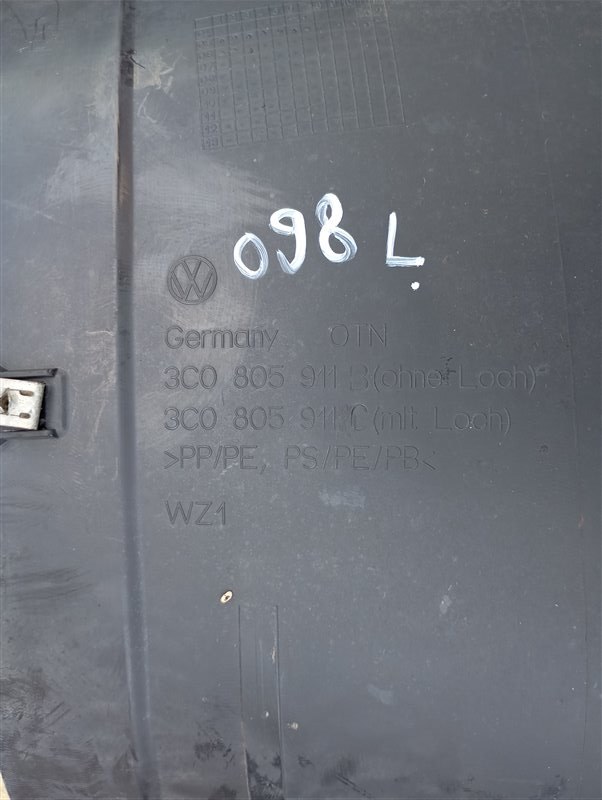 098 L.
Germany OTN
3C0 805 911 B (ohne Loch)
3C0 805 911 C (mit Loch)
>PP/PE, PS/PE/PB<
WZ1